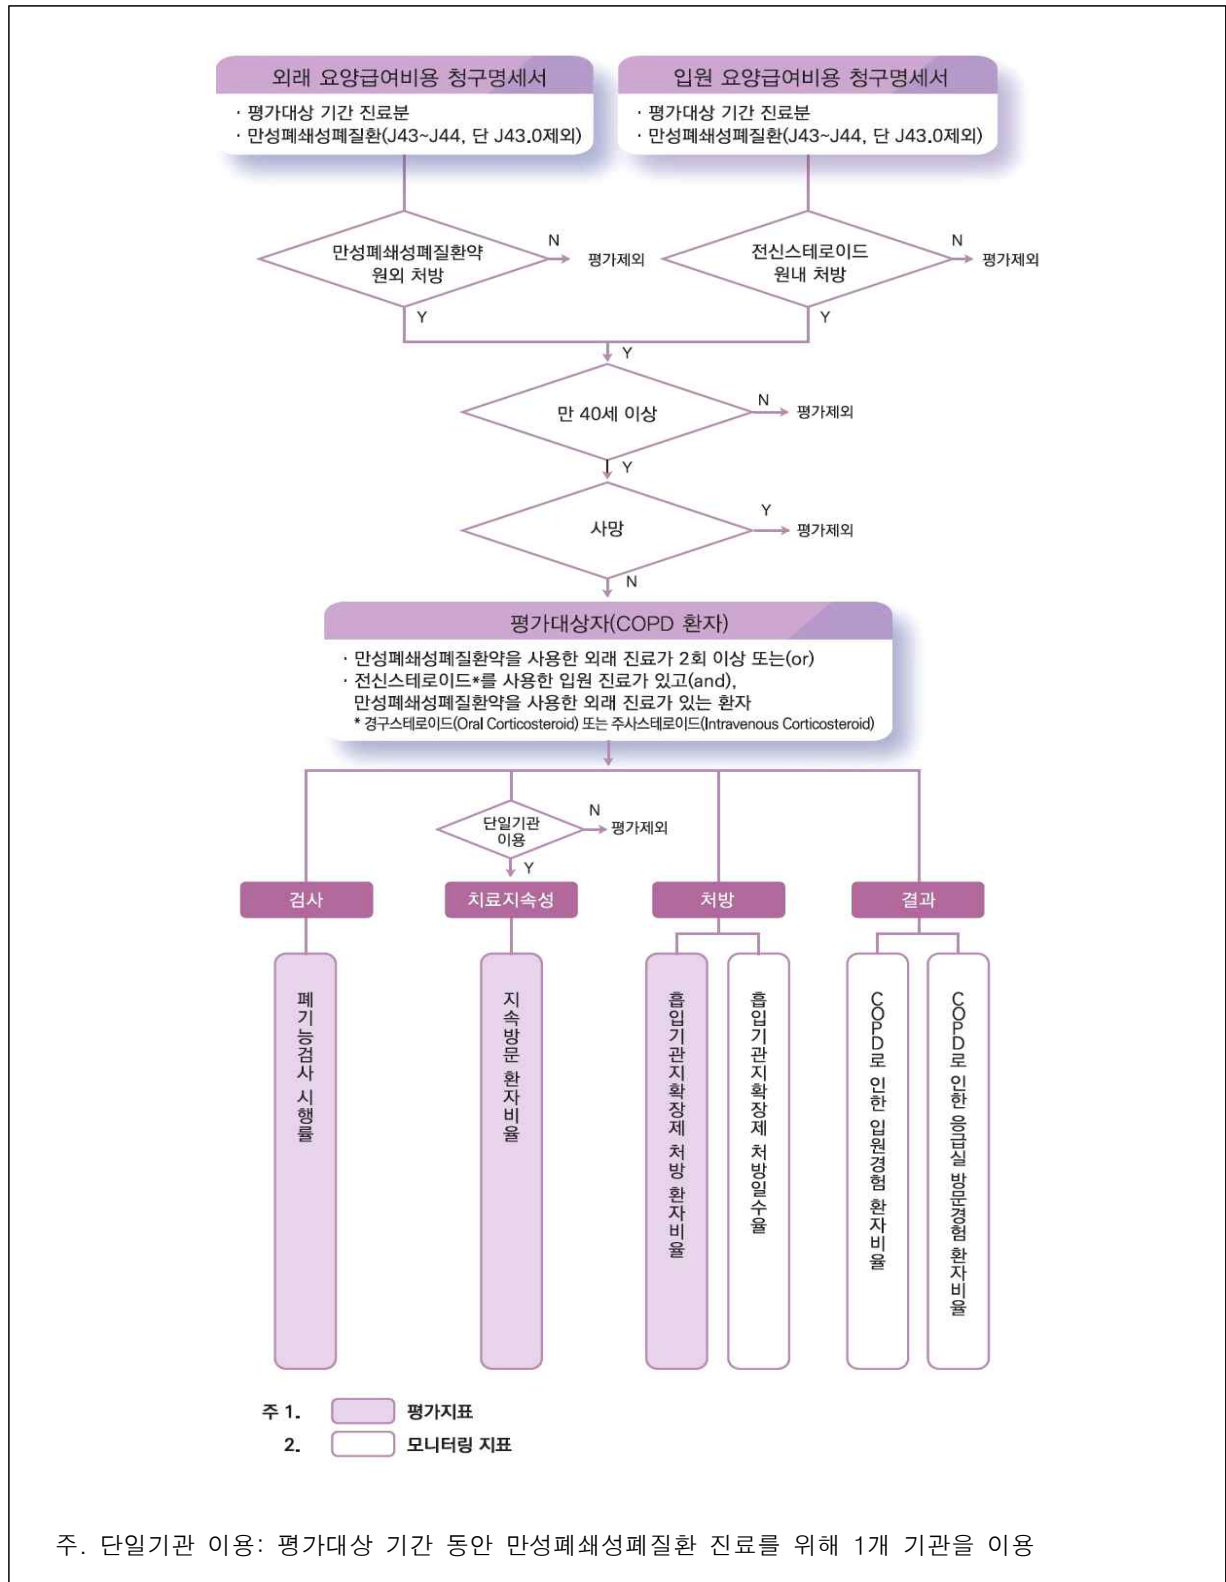 외래 요양급여비용 청구명세서
· 평가대상 기간 진료분
· 만성폐쇄성폐질환(J43~J44, 단 J43.0제외)
입원 요양급여비용 청구명세서
· 평가대상 기간 진료분
· 만성폐쇄성폐질환(J43~J44, 단 J43.0제외)
만성폐쇄성폐질환약
원외 처방
N
평가제외
Y
전신스테로이드
원내 처방
N
평가제외
Y
Y
만 40세 이상
N
평가제외
Y
사망
Y
평가제외
N
평가대상자(COPD 환자)
· 만성폐쇄성폐질환약을 사용한 외래 진료가 2회 이상 또는(or)
· 전신스테로이드*를 사용한 입원 진료가 있고(and),
만성폐쇄성폐질환약을 사용한 외래 진료가 있는 환자
* 경구스테로이드(Oral Corticosteroid) 또는 주사스테로이드(Intravenous Corticosteroid)
단일기관
이용
N
평가제외
Y
검사
치료지속성
처방
결과
폐기능검사 시행률
지속방문 환자비율
흡입기관지확장제 처방 환자비율
흡입기관지확장제 처방일수율
COPD로 인한 입원경험 환자비율
COPD로 인한 응급실 방문경험 환자비율
주 1. 평가지표
2. 모니터링 지표
주. 단일기관 이용: 평가대상 기간 동안 만성폐쇄성폐질환 진료를 위해 1개 기관을 이용